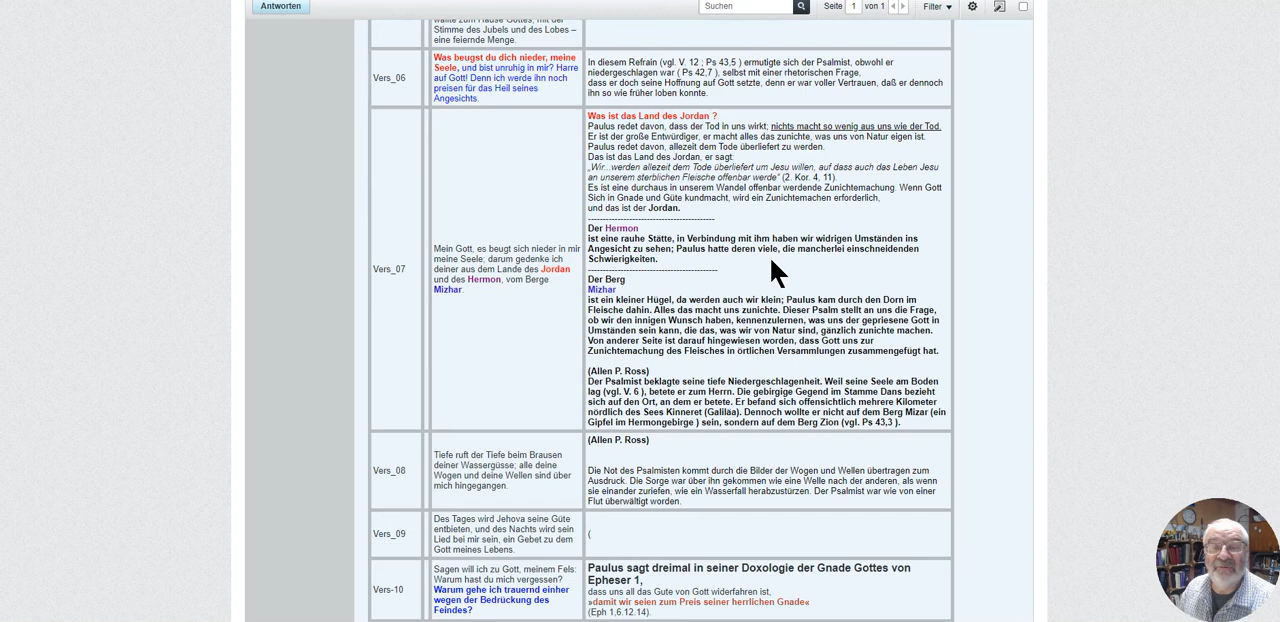 Antworten
Suchen
Seite 1 von 1
Filter
wallte zum Hause Gottes, mit der
Stimme des Jubels und des Lobes –
eine feiernde Menge.
Vers_06
Was beugst du dich nieder, meine
Seele, und bist unruhig in mir? Harre
auf Gott! Denn ich werde ihn noch
preisen für das Heil seines
Angesichts.
In diesem Refrain (vgl. V. 12 ; Ps 43,5 ) ermutigte sich der Psalmist, obwohl er
niedergeschlagen war ( Ps 42,7 ), selbst mit einer rhetorischen Frage,
dass er doch seine Hoffnung auf Gott setzte, denn er war voller Vertrauen, daß er dennoch
ihn so wie früher loben konnte.
Vers_07
Mein Gott, es beugt sich nieder in mir
meine Seele; darum gedenke ich
deiner aus dem Lande des Jordan
und des Hermon, vom Berge
Mizhar.
Was ist das Land des Jordan ?
Paulus redet davon, dass der Tod in uns wirkt; nichts macht so wenig aus uns wie der Tod.
Er ist der große Entwürdiger, er macht alles das zunichte, was uns von Natur eigen ist.
Paulus redet davon, allezeit dem Tode überliefert zu werden.
Das ist das Land des Jordan, er sagt:
„Wir...werden allezeit dem Tode überliefert um Jesu willen, auf dass auch das Leben Jesu
an unserem sterblichen Fleische offenbar werde" (2. Kor. 4, 11).
Es ist eine durchaus in unserem Wandel offenbar werdende Zunichtemachung. Wenn Gott
Sich in Gnade und Güte kundmacht, wird ein Zunichtemachen erforderlich,
und das ist der Jordan.
--------------------------------------------
Der Hermon
ist eine rauhe Stätte, in Verbindung mit ihm haben wir widrigen Umständen ins
Angesicht zu sehen; Paulus hatte deren viele, die mancherlei einschneidenden
Schwierigkeiten.
---------------------------------------------
Der Berg
Mizhar
ist ein kleiner Hügel, da werden auch wir klein; Paulus kam durch den Dorn im
Fleische dahin. Alles das macht uns zunichte. Dieser Psalm stellt an uns die Frage,
ob wir den innigen Wunsch haben, kennenzulernen, was uns der gepriesene Gott in
Umständen sein kann, die das, was wir von Natur sind, gänzlich zunichte machen.
Von anderer Seite ist darauf hingewiesen worden, dass Gott uns zur
Zunichtemachung des Fleisches in örtlichen Versammlungen zusammengefügt hat.
(Allen P. Ross)
Der Psalmist beklagte seine tiefe Niedergeschlagenheit. Weil seine Seele am Boden
lag (vgl. V. 6 ), betete er zum Herrn. Die gebirgige Gegend im Stamme Dans bezieht
sich auf den Ort, an dem er betete. Er befand sich offensichtlich mehrere Kilometer
nördlich des Sees Kinneret (Galiläa). Dennoch wollte er nicht auf dem Berg Mizar (ein
Gipfel im Hermongebirge ) sein, sondern auf dem Berg Zion (vgl. Ps 43,3 ).
Vers_08
Tiefe ruft der Tiefe beim Brausen
deiner Wassergüsse; alle deine
Wogen und deine Wellen sind über
mich hingegangen.
(Allen P. Ross)
Die Not des Psalmisten kommt durch die Bilder der Wogen und Wellen übertragen zum
Ausdruck. Die Sorge war über ihn gekommen wie eine Welle nach der anderen, als wenn
sie einander zuriefen, wie ein Wasserfall herabzustürzen. Der Psalmist war wie von einer
Flut überwältigt worden.
Vers_09
Des Tages wird Jehova seine Güte
entbieten, und des Nachts wird sein
Lied bei mir sein, ein Gebet zu dem
Gott meines Lebens.
(
Vers-10
Sagen will ich zu Gott, meinem Fels:
Warum hast du mich vergessen?
Warum gehe ich trauernd einher
wegen der Bedrückung des
Feindes?
Paulus sagt dreimal in seiner Doxologie der Gnade Gottes von
Epheser 1,
dass uns all das Gute von Gott widerfahren ist,
»damit wir seien zum Preis seiner herrlichen Gnade«
(Eph 1,6.12.14).